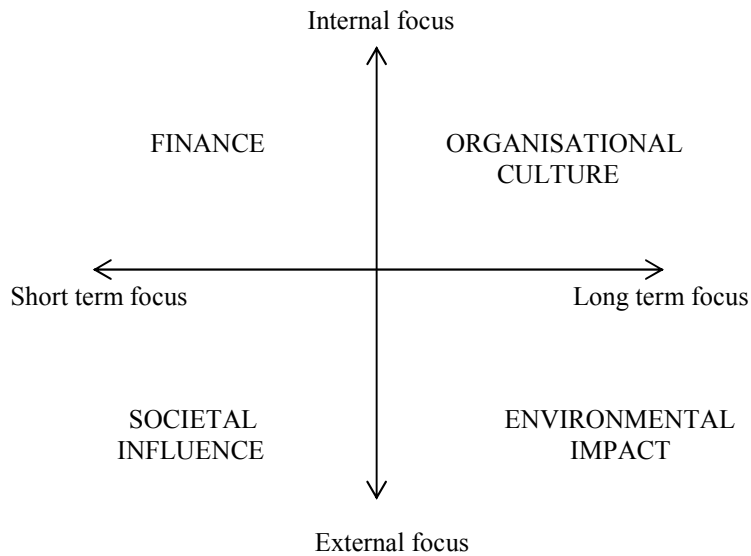 Internal focus
FINANCE
ORGANISATIONAL
CULTURE
Short term focus
Long term focus
SOCIETAL
INFLUENCE
ENVIRONMENTAL
IMPACT
External focus